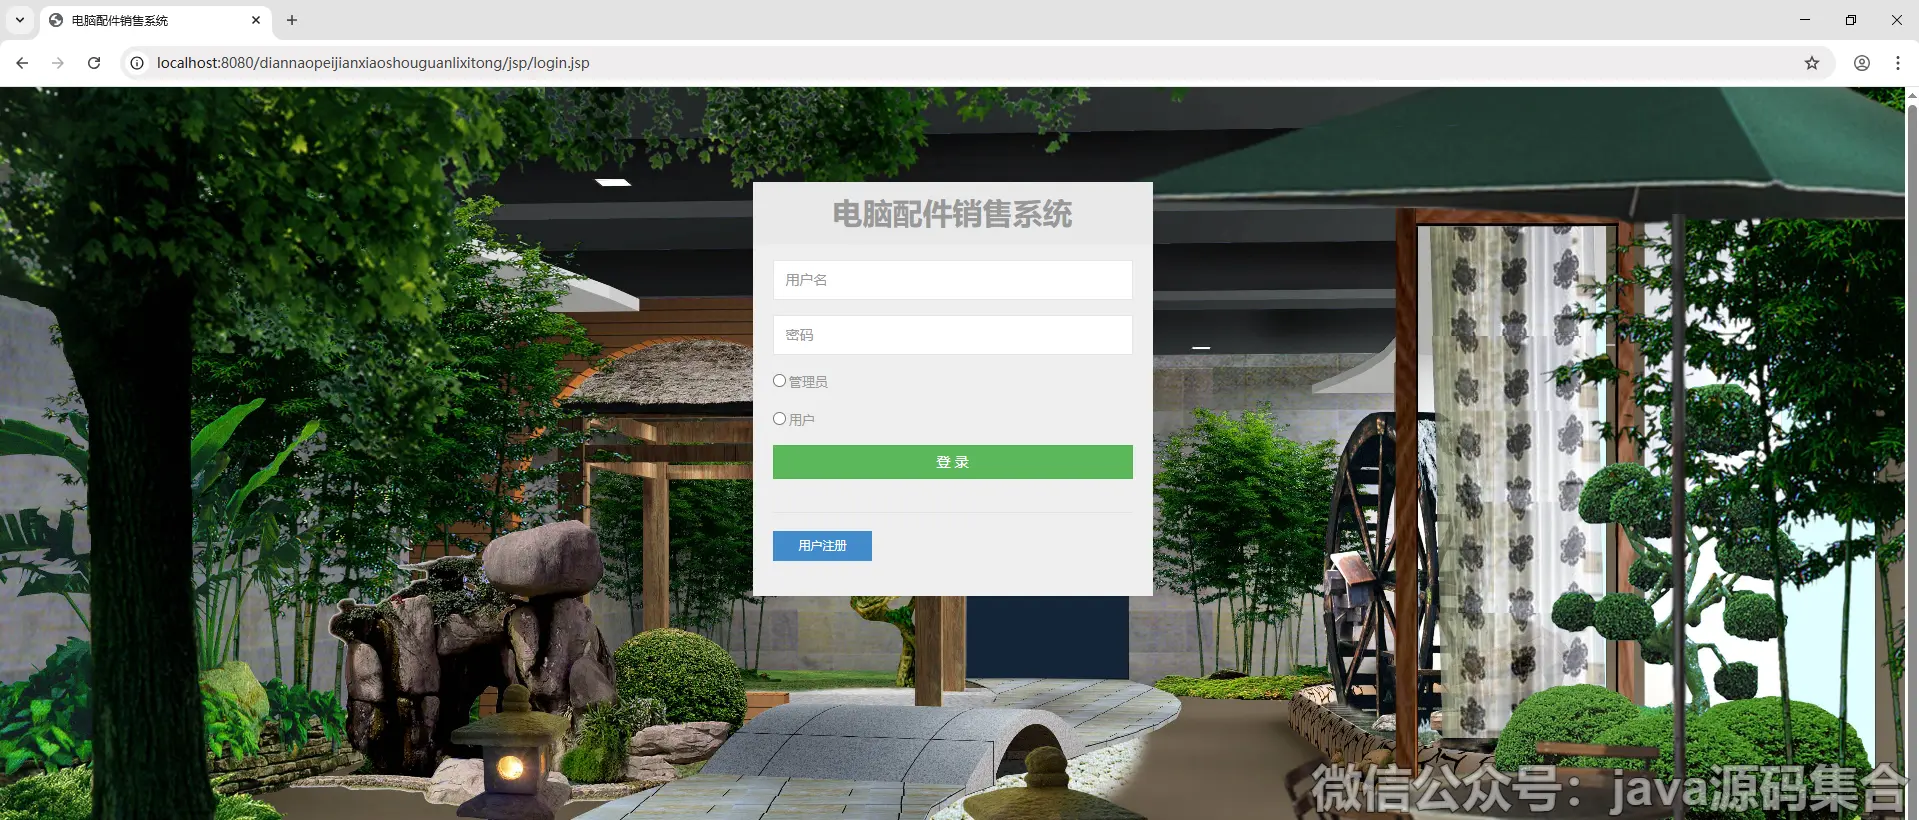 电脑配件销售系统
localhost:8080/diannaopeijianxiaoshouguanlixitong/jsp/login.jsp
电脑配件销售系统
用户名
密码
管理员
用户
登 录
用户注册
微信公众号：java源码集合